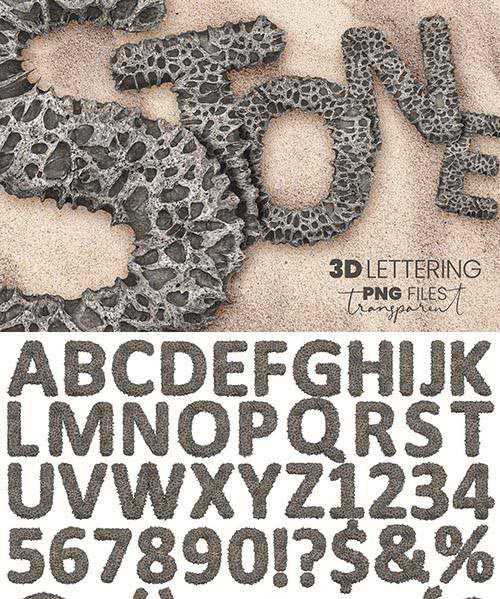 STONE
3D LETTERING
PNG FILES
transparent
ABCDEFGHIJK
LMNOPQRST
UVWXYZ1234
567890!?$&%